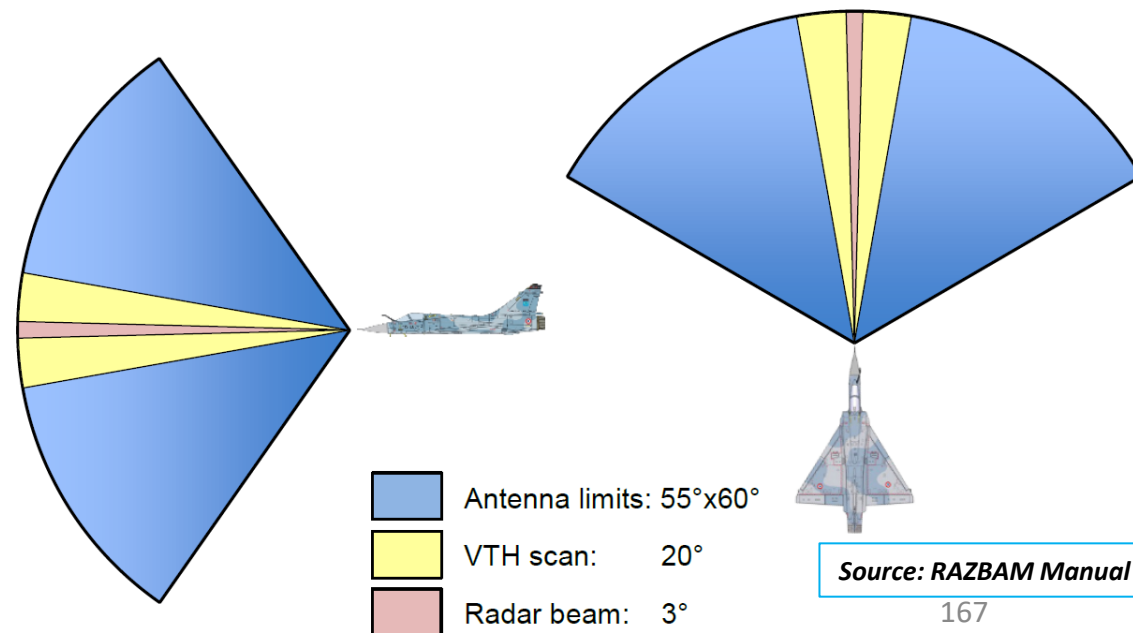 Antenna limits: 55°x60°
VTH scan: 20°
Radar beam: 3°
Source: RAZBAM Manual
167